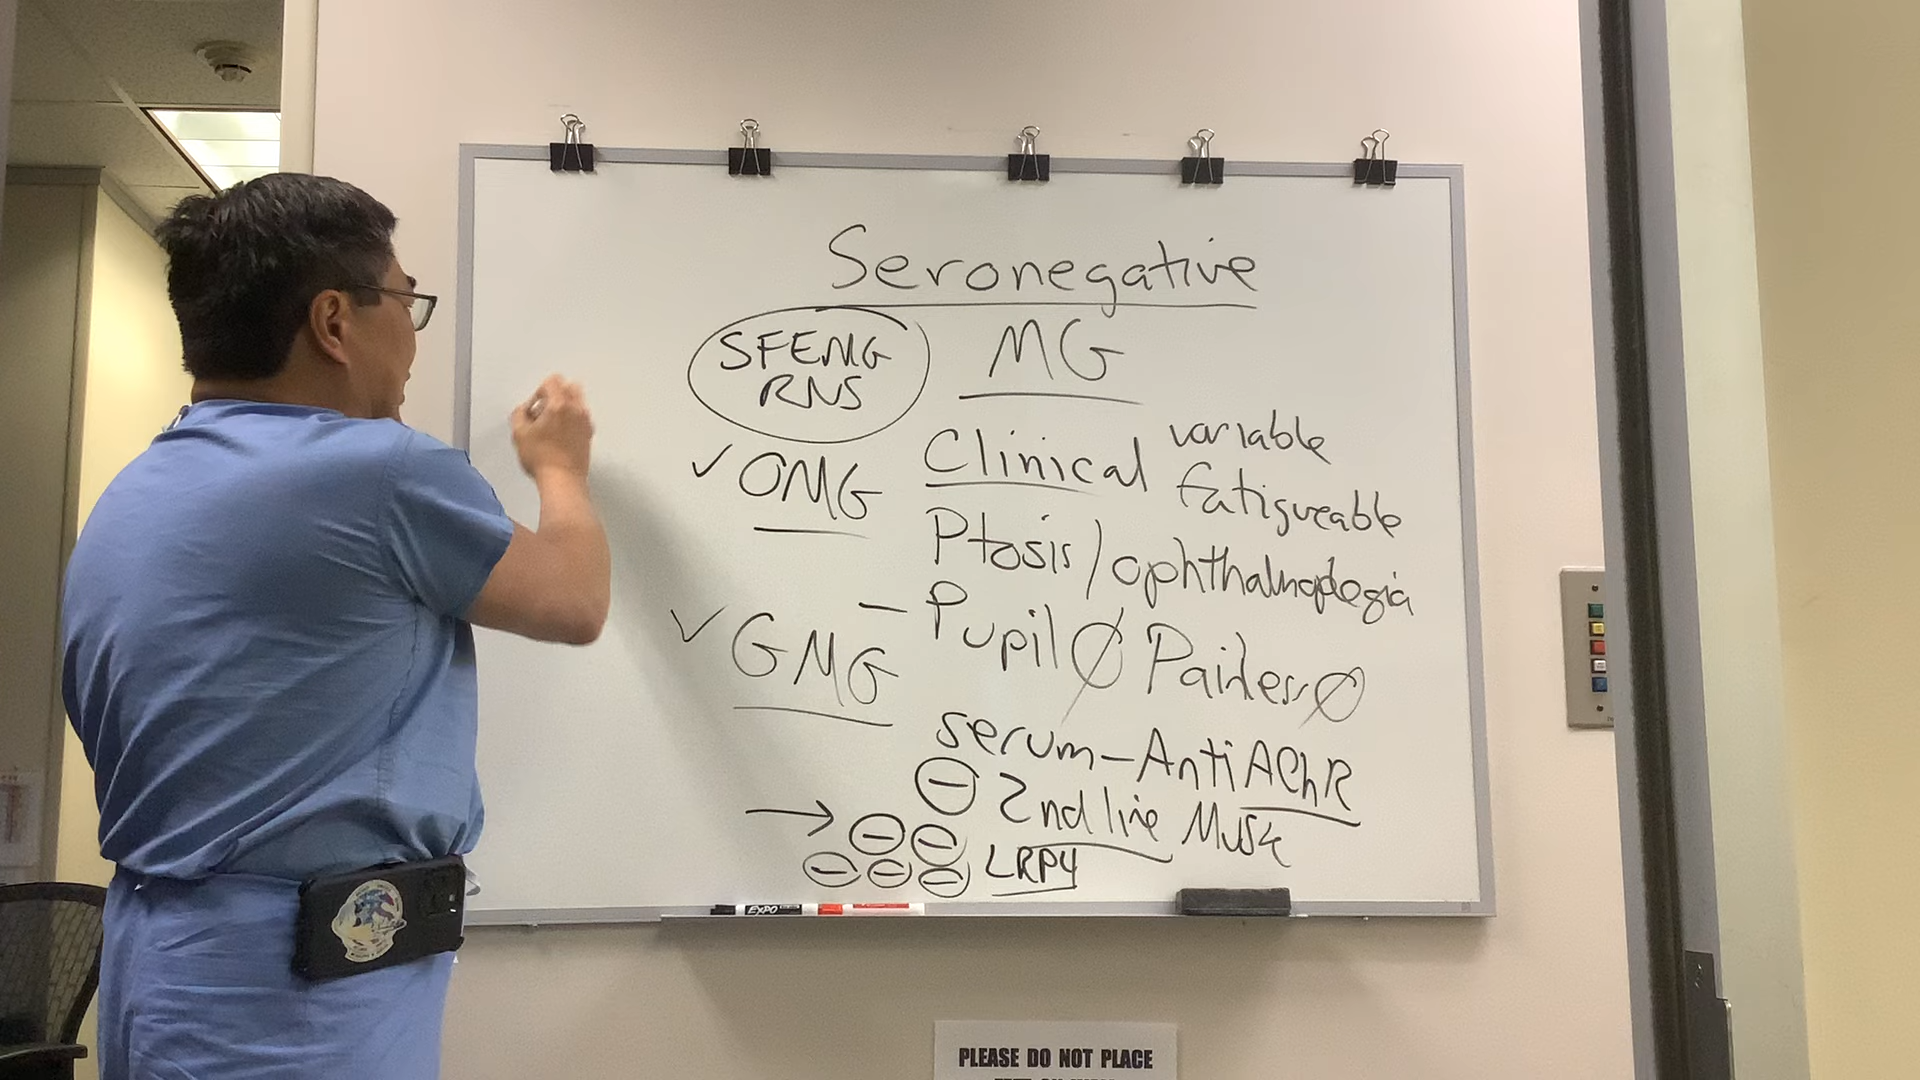 Seronegative
MG
SFEMG
RNS
✓ OMG
Clinical variable
fatigueable
Ptosis/ophthalmoplegia
– Pupil ∅ Painless ∅
✓ GMG
serum – Anti AChR
⊖ 2nd line MuSK
→ ⊖ ⊖
⊖ ⊖ ⊖ LRP4
EXPO
PLEASE DO NOT PLACE